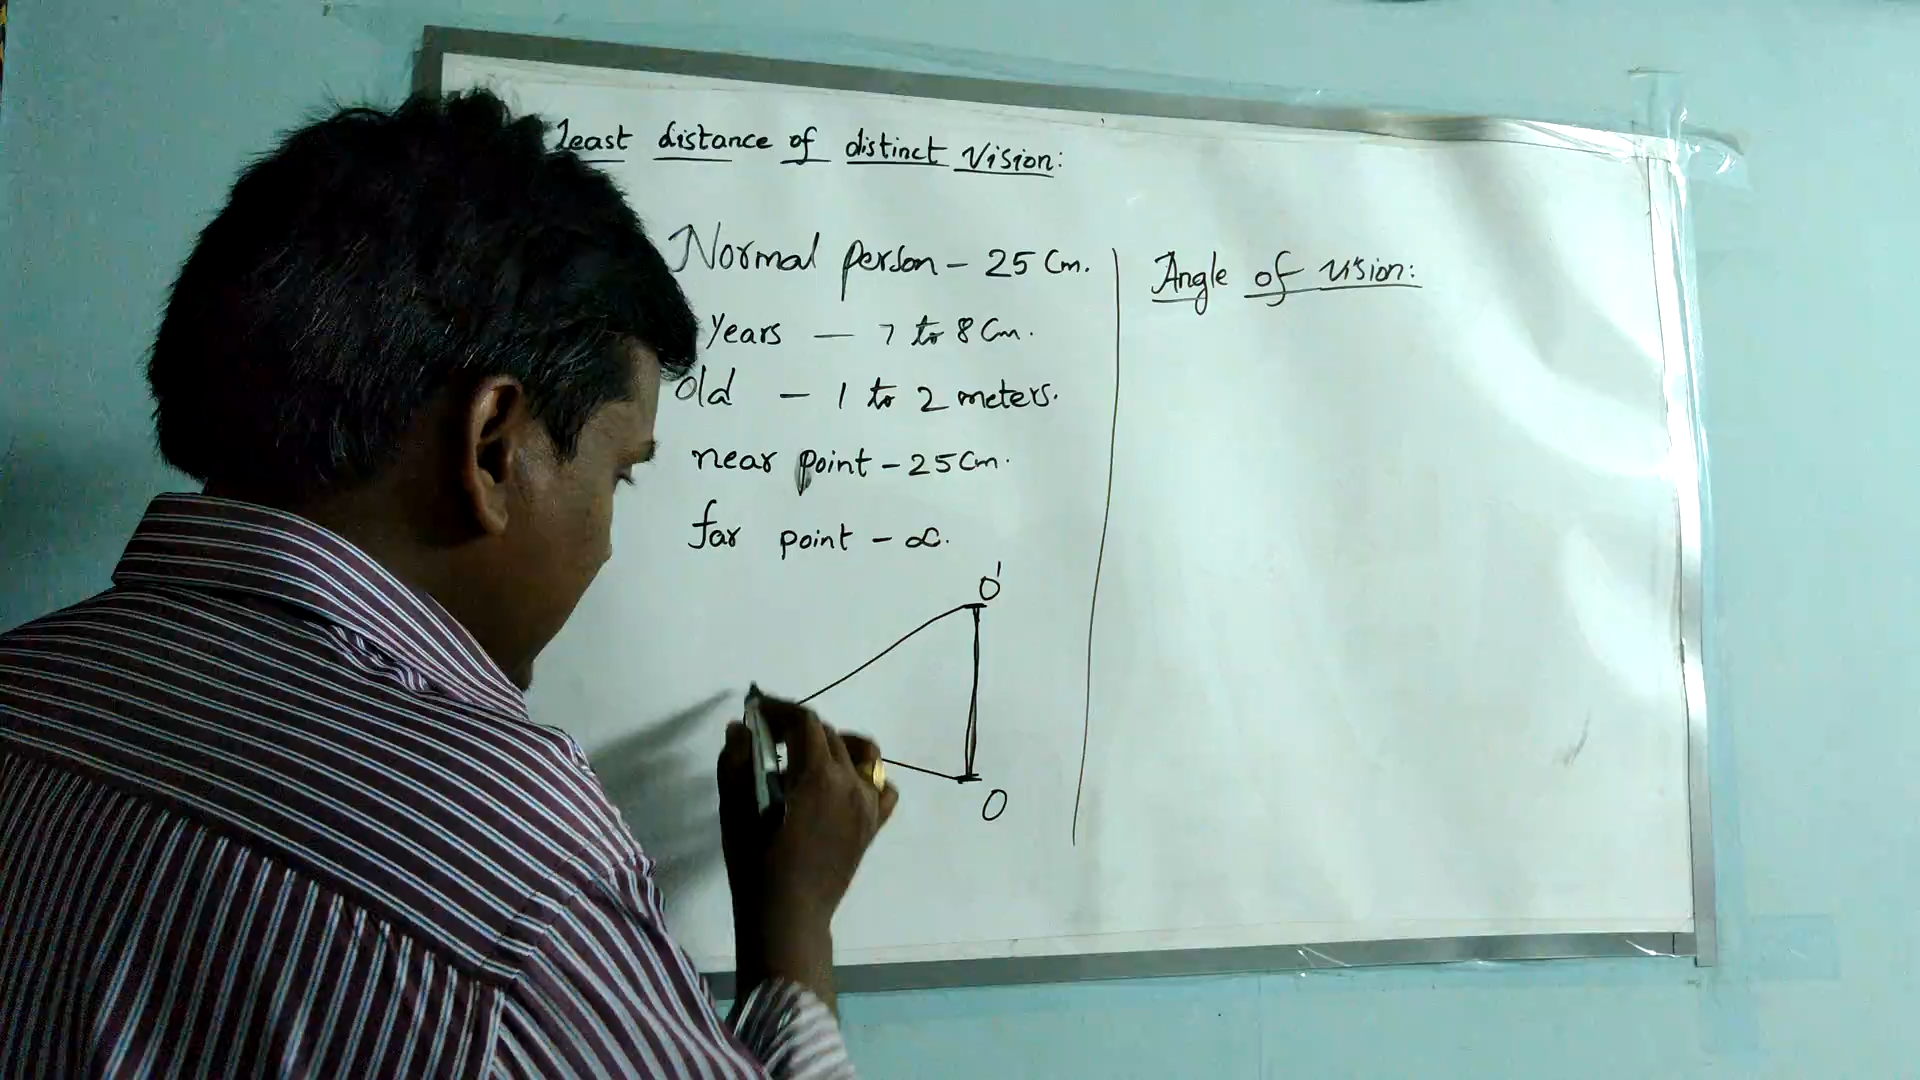 Least distance of distinct Vision:
Normal person - 25 Cm.
years - 7 to 8 Cm.
Old - 1 to 2 meters.
near point - 25 Cm.
far point - ∞.
O'
O
Angle of vision: